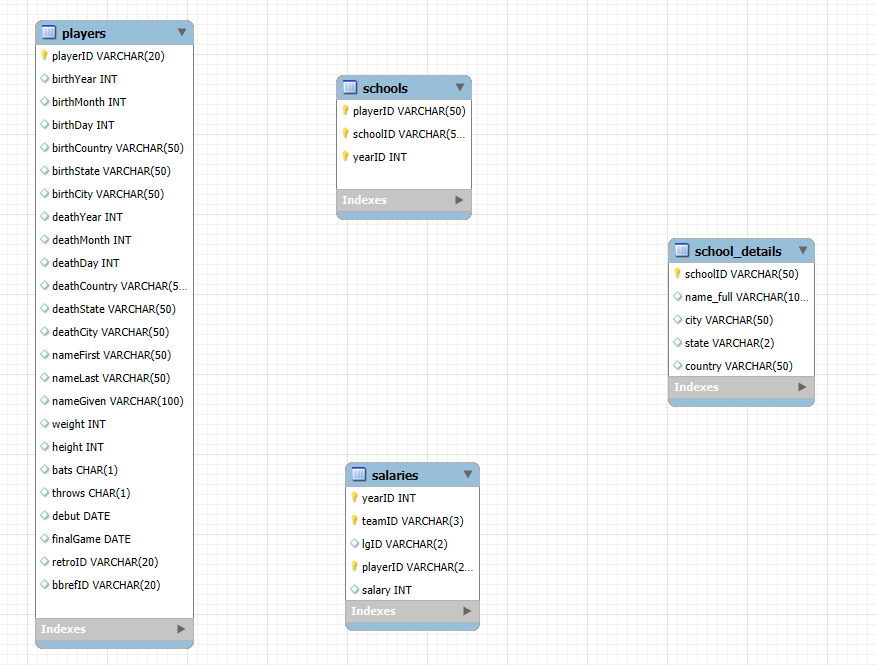 players
playerID VARCHAR(20)
birthYear INT
birthMonth INT
birthDay INT
birthCountry VARCHAR(50)
birthState VARCHAR(50)
birthCity VARCHAR(50)
deathYear INT
deathMonth INT
deathDay INT
deathCountry VARCHAR(5...
deathState VARCHAR(50)
deathCity VARCHAR(50)
nameFirst VARCHAR(50)
nameLast VARCHAR(50)
nameGiven VARCHAR(100)
weight INT
height INT
bats CHAR(1)
throws CHAR(1)
debut DATE
finalGame DATE
retroID VARCHAR(20)
bbrefID VARCHAR(20)
Indexes
schools
playerID VARCHAR(50)
schoolID VARCHAR(5...
yearID INT
Indexes
school_details
schoolID VARCHAR(50)
name_full VARCHAR(10...
city VARCHAR(50)
state VARCHAR(2)
country VARCHAR(50)
Indexes
salaries
yearID INT
teamID VARCHAR(3)
lgID VARCHAR(2)
playerID VARCHAR(2...
salary INT
Indexes